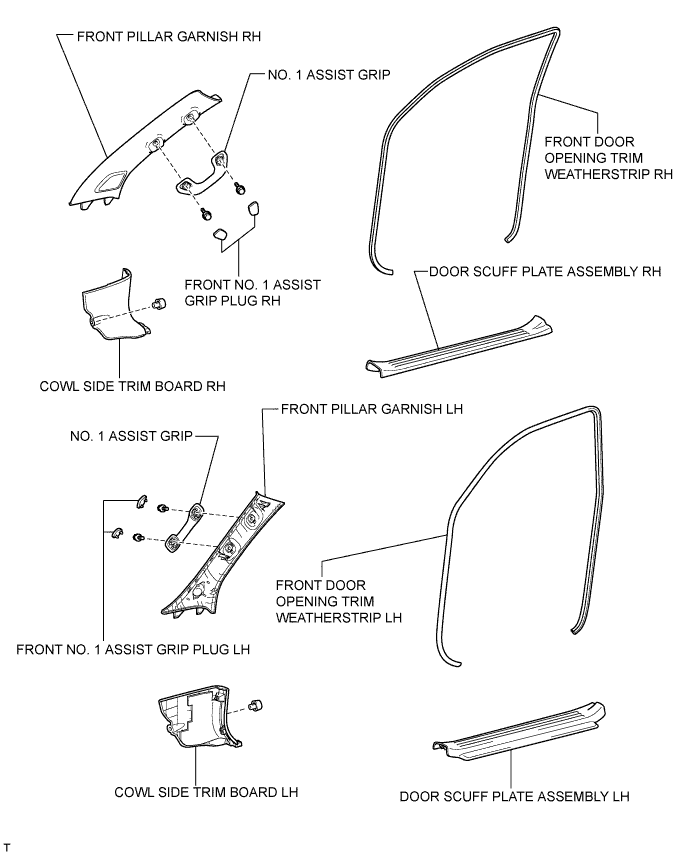 FRONT PILLAR GARNISH RH
NO. 1 ASSIST GRIP
FRONT DOOR
OPENING TRIM
WEATHERSTRIP RH
FRONT NO. 1 ASSIST
GRIP PLUG RH
DOOR SCUFF PLATE ASSEMBLY RH
COWL SIDE TRIM BOARD RH
FRONT PILLAR GARNISH LH
NO. 1 ASSIST GRIP
FRONT DOOR
OPENING TRIM
WEATHERSTRIP LH
FRONT NO. 1 ASSIST GRIP PLUG LH
COWL SIDE TRIM BOARD LH
DOOR SCUFF PLATE ASSEMBLY LH
T